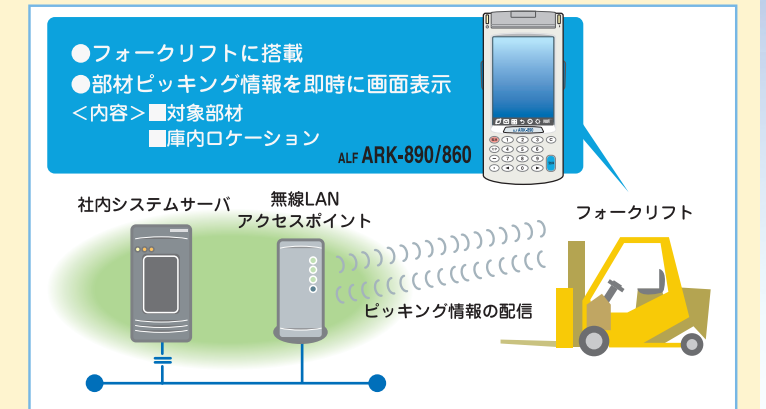 ●フォークリフトに搭載
●部材ピッキング情報を即時に画面表示
＜内容＞■対象部材
■庫内ロケーション
ALF ARK-890/860
社内システムサーバ
無線LAN
アクセスポイント
フォークリフト
ピッキング情報の配信